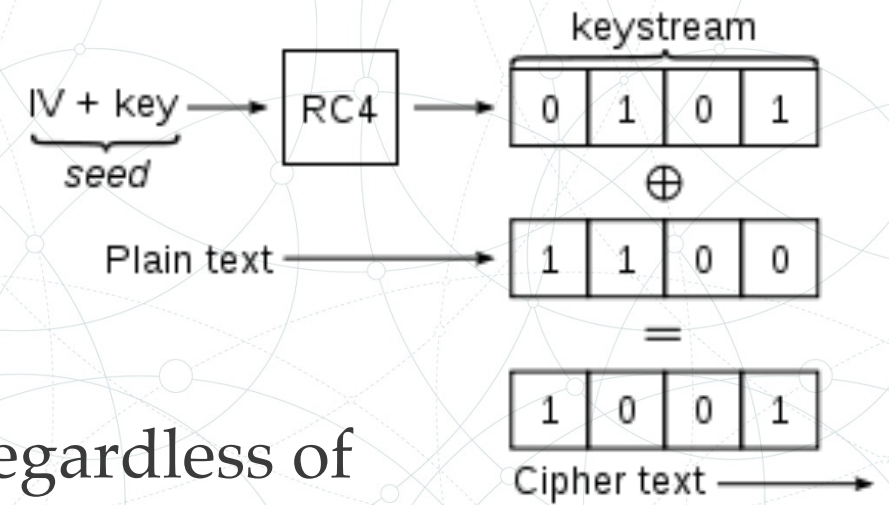 keystream
IV + key RC4 0 1 0 1
seed
⊕
Plain text 1 1 0 0
=
1 0 0 1
egardless of
Cipher text